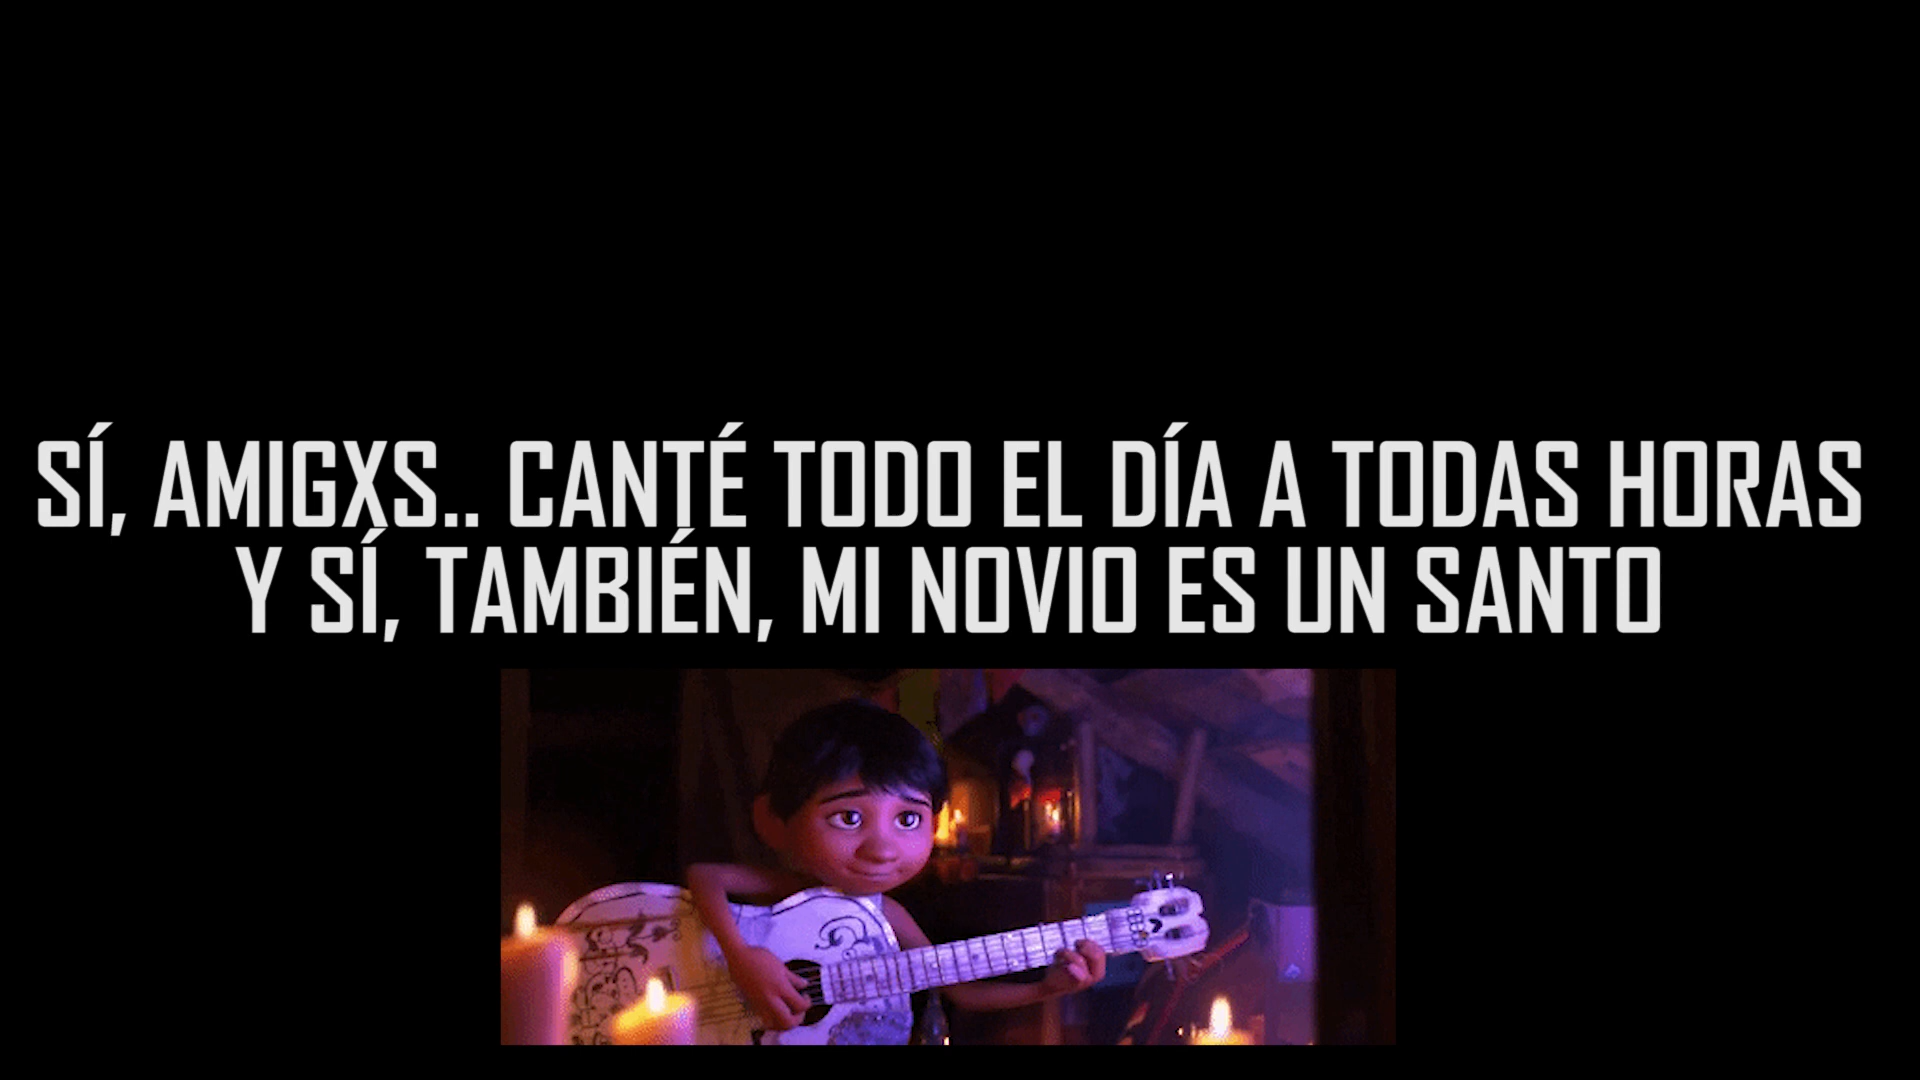 SÍ, AMIGXS.. CANTÉ TODO EL DÍA A TODAS HORAS
Y SÍ, TAMBIÉN, MI NOVIO ES UN SANTO